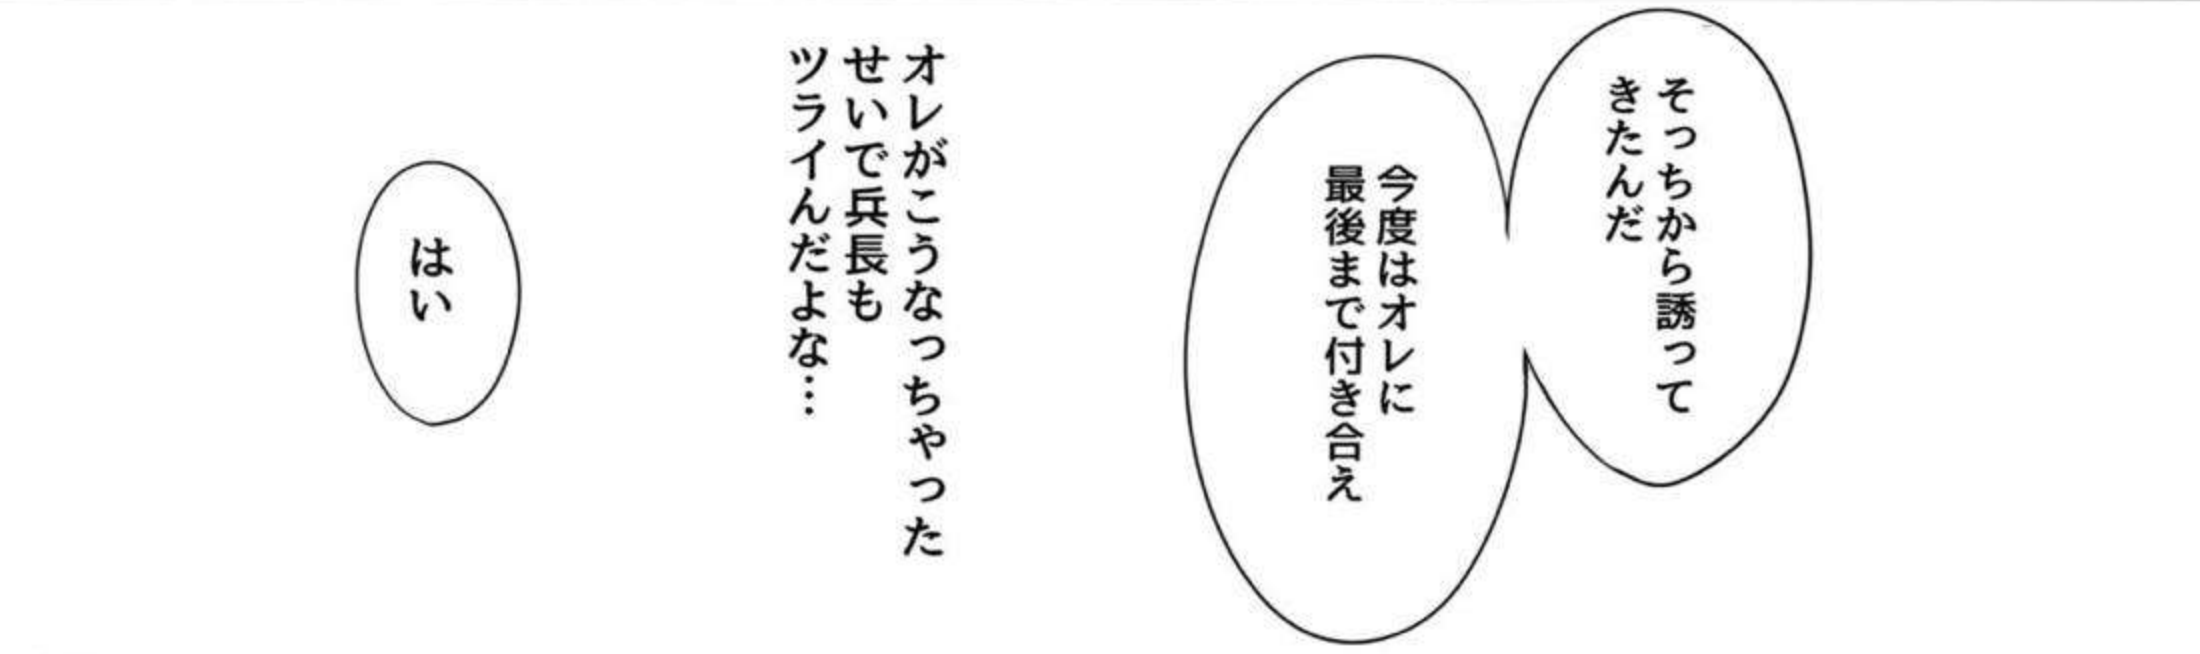 そっちから誘って
きたんだ
今度はオレに
最後まで付き合え
オレがこうなっちゃった
せいで兵長も
ツライんだよな…
はい